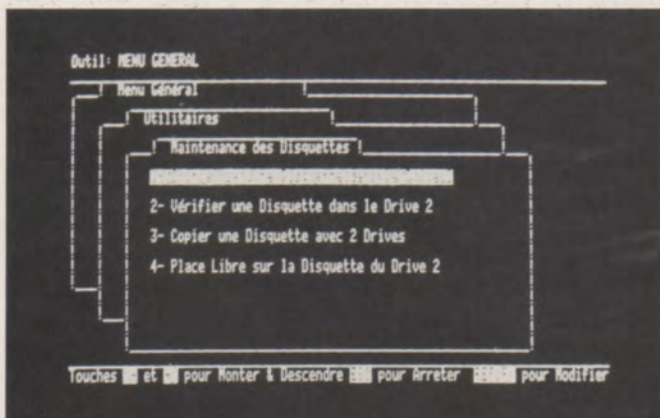 Outil: MENU GENERAL
Menu Général
Utilitaires
Maintenance des Disquettes
2- Vérifier une Disquette dans le Drive 2
3- Copier une Disquette avec 2 Drives
4- Place Libre sur la Disquette du Drive 2
Touches et pour Monter & Descendre pour Arreter pour Modifier